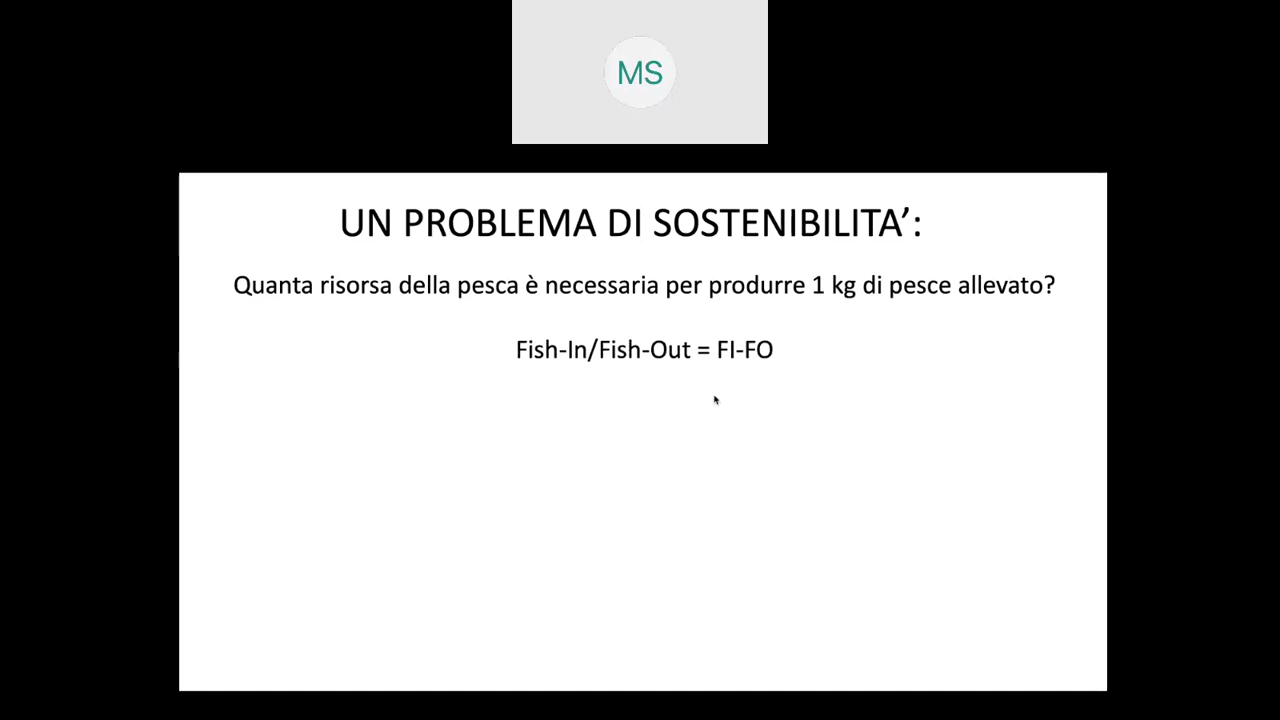 MS
UN PROBLEMA DI SOSTENIBILITA’:
Quanta risorsa della pesca è necessaria per produrre 1 kg di pesce allevato?
Fish-In/Fish-Out = FI-FO